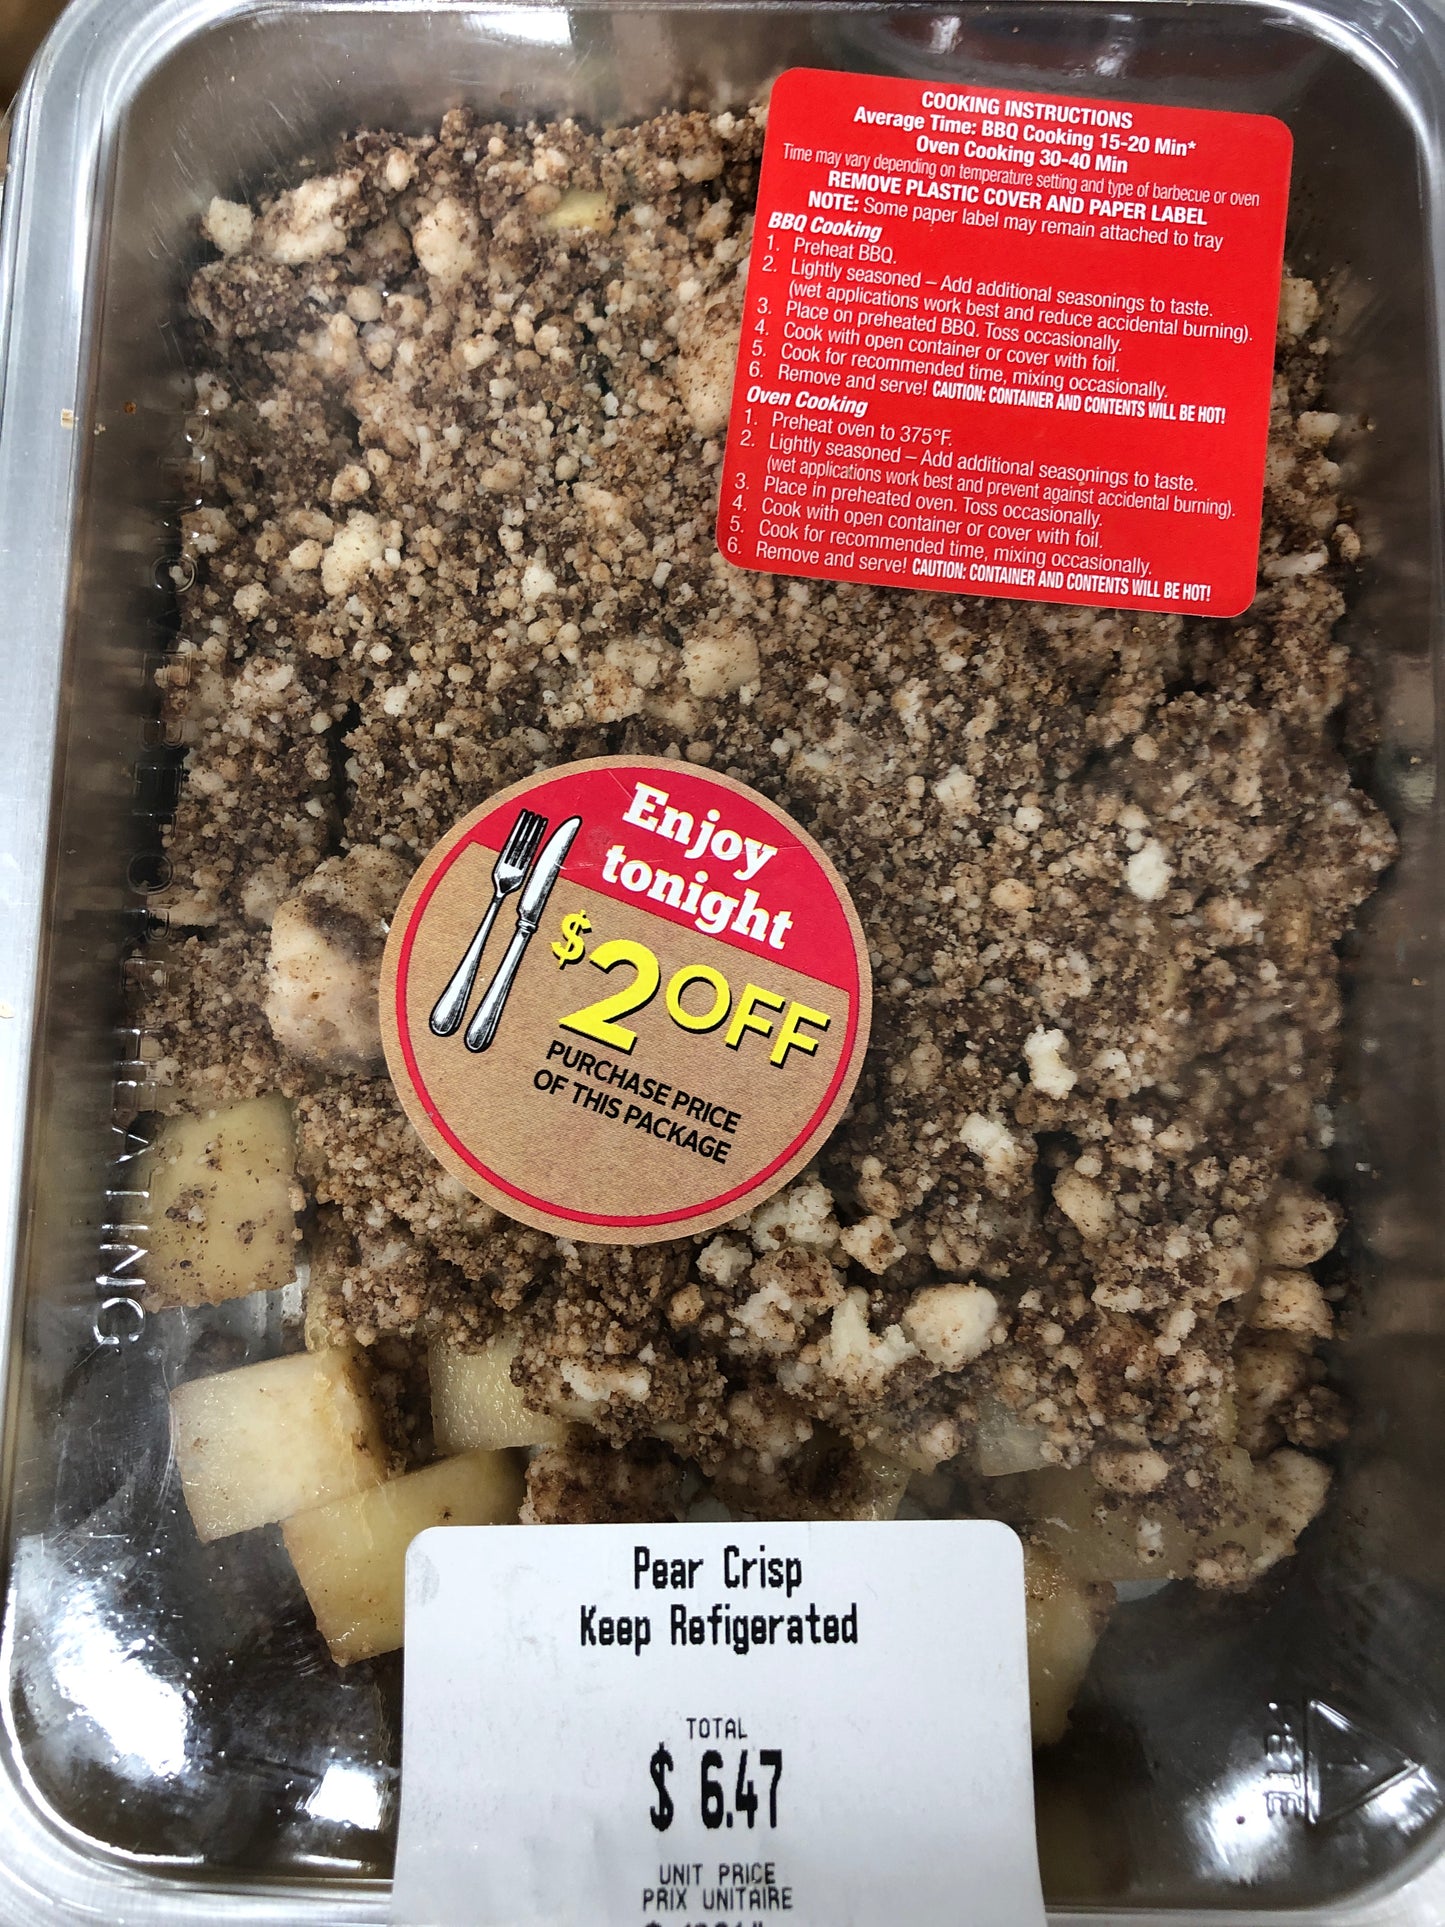 COOKING INSTRUCTIONS
Average Time: BBQ Cooking 15-20 Min*
Oven Cooking 30-40 Min
Time may vary depending on temperature setting and type of barbecue or oven
REMOVE PLASTIC COVER AND PAPER LABEL
NOTE: Some paper label may remain attached to tray
BBQ Cooking
1. Preheat BBQ.
2. Lightly seasoned – Add additional seasonings to taste.
(wet applications work best and reduce accidental burning).
3. Place on preheated BBQ. Toss occasionally.
4. Cook with open container or cover with foil.
5. Cook for recommended time, mixing occasionally.
6. Remove and serve! CAUTION: CONTAINER AND CONTENTS WILL BE HOT!
Oven Cooking
1. Preheat oven to 375°F.
2. Lightly seasoned – Add additional seasonings to taste.
(wet applications work best and prevent against accidental burning).
3. Place in preheated oven. Toss occasionally.
4. Cook with open container or cover with foil.
5. Cook for recommended time, mixing occasionally.
6. Remove and serve! CAUTION: CONTAINER AND CONTENTS WILL BE HOT!
Enjoy
tonight
$2 OFF
PURCHASE PRICE
OF THIS PACKAGE
BEFORE HEATING
Pear Crisp
Keep Refigerated
TOTAL
$ 6.47
UNIT PRICE
PRIX UNITAIRE